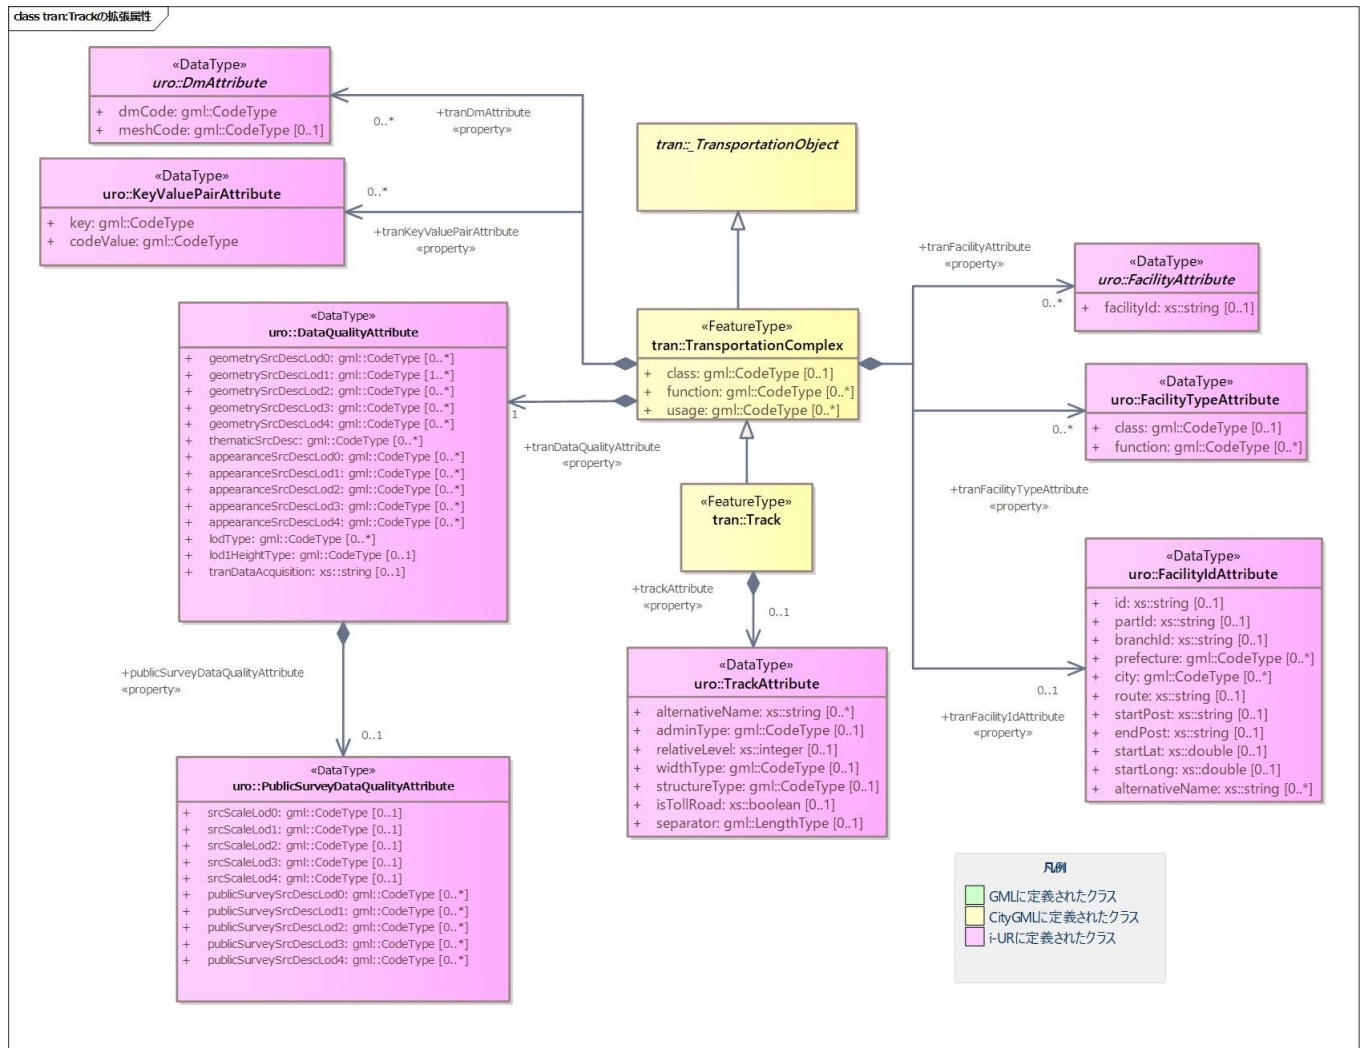 class tran:Trackの拡張属性
«DataType»
uro::DmAttribute
+ dmCode: gml::CodeType
+ meshCode: gml::CodeType [0..1]
0..*
+tranDmAttribute
«property»
«DataType»
uro::KeyValuePairAttribute
+ key: gml::CodeType
+ codeValue: gml::CodeType
0..*
+tranKeyValuePairAttribute
«property»
tran::_TransportationObject
«FeatureType»
tran::TransportationComplex
+ class: gml::CodeType [0..1]
+ function: gml::CodeType [0..*]
+ usage: gml::CodeType [0..*]
+tranFacilityAttribute
«property»
0..*
«DataType»
uro::FacilityAttribute
+ facilityId: xs::string [0..1]
«DataType»
uro::FacilityTypeAttribute
+ class: gml::CodeType [0..1]
+ function: gml::CodeType [0..*]
0..*
+tranFacilityTypeAttribute
«property»
«DataType»
uro::DataQualityAttribute
+ geometrySrcDescLod0: gml::CodeType [0..*]
+ geometrySrcDescLod1: gml::CodeType [1..*]
+ geometrySrcDescLod2: gml::CodeType [0..*]
+ geometrySrcDescLod3: gml::CodeType [0..*]
+ geometrySrcDescLod4: gml::CodeType [0..*]
+ thematicSrcDesc: gml::CodeType [0..*]
+ appearanceSrcDescLod0: gml::CodeType [0..*]
+ appearanceSrcDescLod1: gml::CodeType [0..*]
+ appearanceSrcDescLod2: gml::CodeType [0..*]
+ appearanceSrcDescLod3: gml::CodeType [0..*]
+ appearanceSrcDescLod4: gml::CodeType [0..*]
+ lodType: gml::CodeType [0..*]
+ lod1HeightType: gml::CodeType [0..1]
+ tranDataAcquisition: xs::string [0..1]
1
+tranDataQualityAttribute
«property»
«FeatureType»
tran::Track
+trackAttribute
«property»
0..1
«DataType»
uro::TrackAttribute
+ alternativeName: xs::string [0..*]
+ adminType: gml::CodeType [0..1]
+ relativeLevel: xs::integer [0..1]
+ widthType: gml::CodeType [0..1]
+ structureType: gml::CodeType [0..1]
+ isTollRoad: xs::boolean [0..1]
+ separator: gml::LengthType [0..1]
«DataType»
uro::FacilityIdAttribute
+ id: xs::string [0..1]
+ partId: xs::string [0..1]
+ branchId: xs::string [0..1]
+ prefecture: gml::CodeType [0..*]
+ city: gml::CodeType [0..*]
+ route: xs::string [0..1]
+ startPost: xs::string [0..1]
+ endPost: xs::string [0..1]
+ startLat: xs::double [0..1]
+ startLong: xs::double [0..1]
+ alternativeName: xs::string [0..*]
0..1
+tranFacilityIdAttribute
«property»
+publicSurveyDataQualityAttribute
«property»
0..1
«DataType»
uro::PublicSurveyDataQualityAttribute
+ srcScaleLod0: gml::CodeType [0..1]
+ srcScaleLod1: gml::CodeType [0..1]
+ srcScaleLod2: gml::CodeType [0..1]
+ srcScaleLod3: gml::CodeType [0..1]
+ srcScaleLod4: gml::CodeType [0..1]
+ publicSurveySrcDescLod0: gml::CodeType [0..*]
+ publicSurveySrcDescLod1: gml::CodeType [0..*]
+ publicSurveySrcDescLod2: gml::CodeType [0..*]
+ publicSurveySrcDescLod3: gml::CodeType [0..*]
+ publicSurveySrcDescLod4: gml::CodeType [0..*]
凡例
GMLに定義されたクラス
CityGMLに定義されたクラス
i-URに定義されたクラス